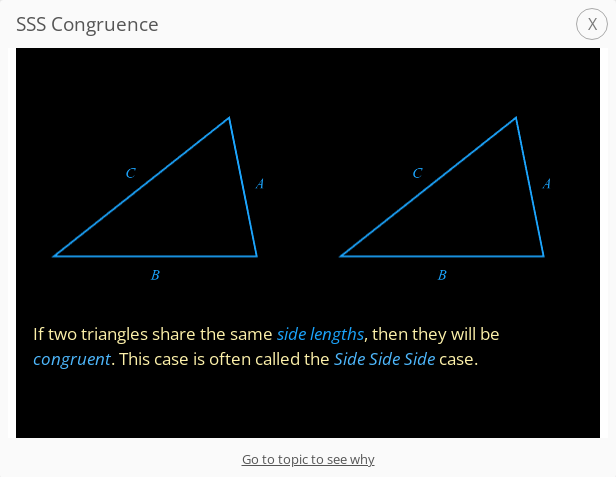 SSS Congruence
X
C
A
B
C
A
B
If two triangles share the same side lengths, then they will be
congruent. This case is often called the Side Side Side case.
Go to topic to see why